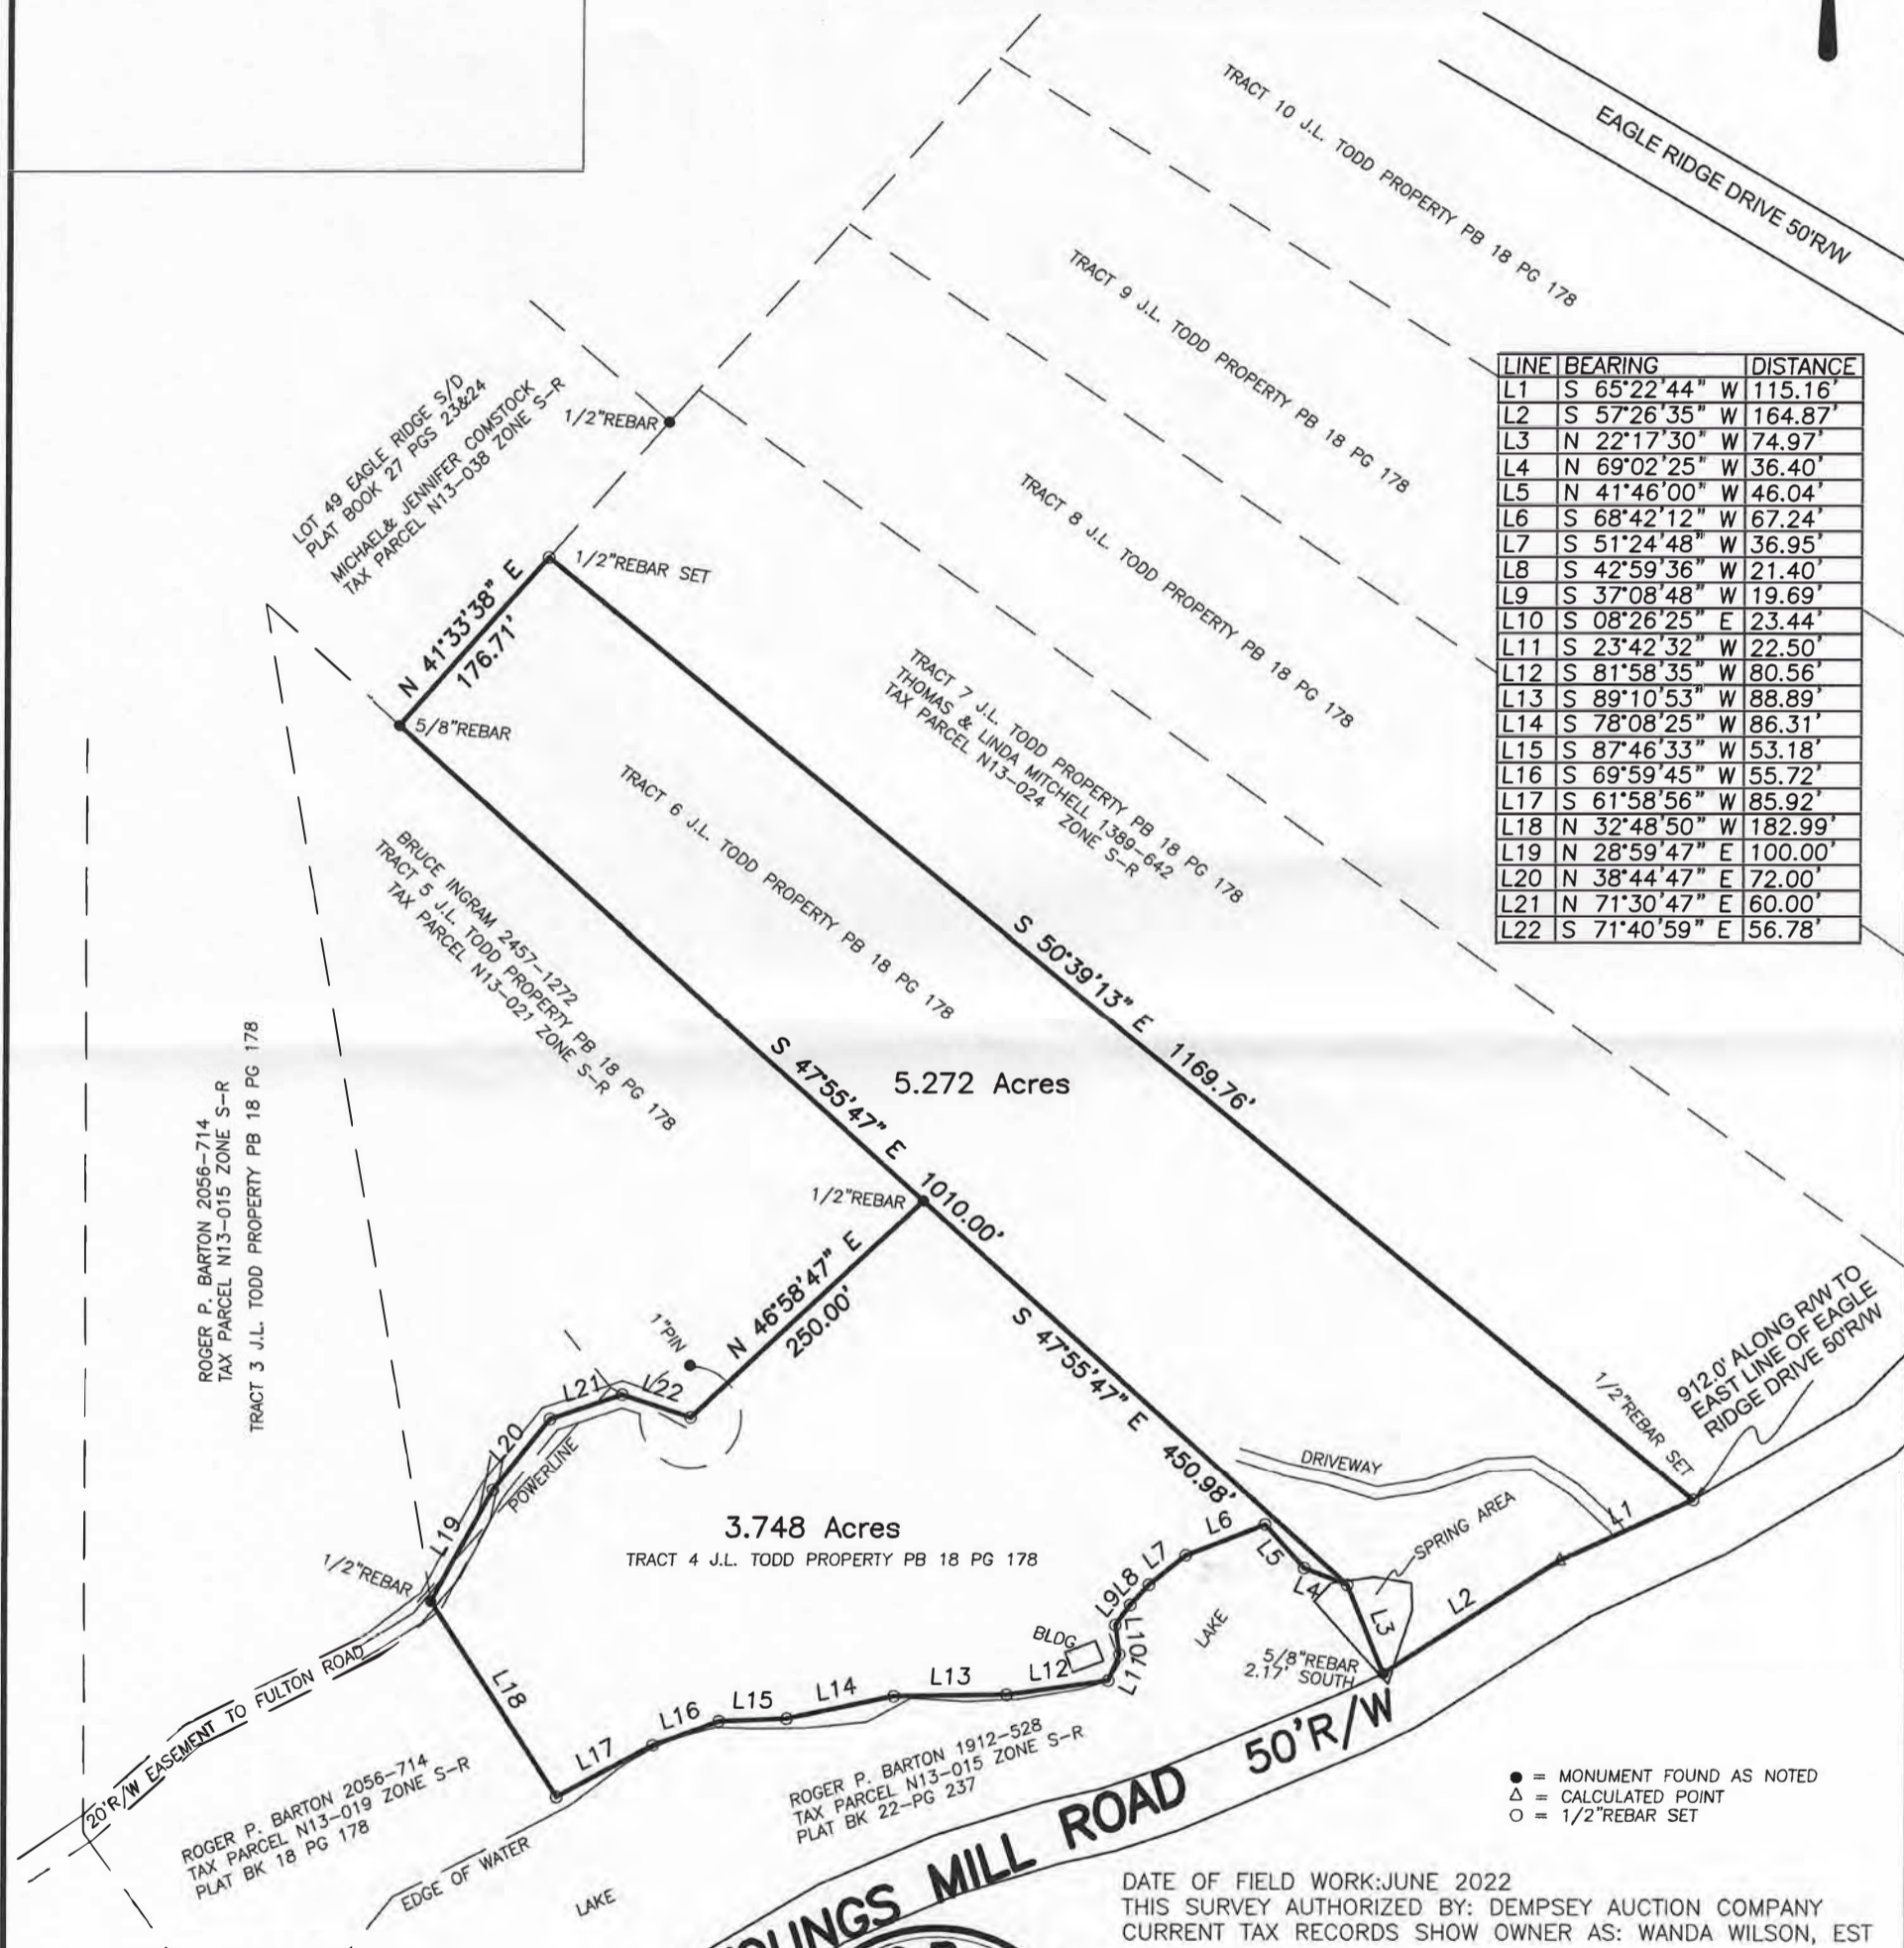 TRACT 10 J.L. TODD PROPERTY PB 18 PG 178
EAGLE RIDGE DRIVE 50'R/W
TRACT 9 J.L. TODD PROPERTY PB 18 PG 178
TRACT 8 J.L. TODD PROPERTY PB 18 PG 178
LINE BEARING DISTANCE
L1 S 65°22'44" W 115.16'
L2 S 57°26'35" W 164.87'
L3 N 22°17'30" W 74.97'
L4 N 69°02'25" W 36.40'
L5 N 41°46'00" W 46.04'
L6 S 68°42'12" W 67.24'
L7 S 51°24'48" W 36.95'
L8 S 42°59'36" W 21.40'
L9 S 37°08'48" W 19.69'
L10 S 08°26'25" E 23.44'
L11 S 23°42'32" W 22.50'
L12 S 81°58'35" W 80.56'
L13 S 89°10'53" W 88.89'
L14 S 78°08'25" W 86.31'
L15 S 87°46'33" W 53.18'
L16 S 69°59'45" W 55.72'
L17 S 61°58'56" W 85.92'
L18 N 32°48'50" W 182.99'
L19 N 28°59'47" E 100.00'
L20 N 38°44'47" E 72.00'
L21 N 71°30'47" E 60.00'
L22 S 71°40'59" E 56.78'
LOT 49 EAGLE RIDGE S/D
PLAT BOOK 27 PGS 23&24
MICHAEL& JENNIFER COMSTOCK
TAX PARCEL N13-038 ZONE S-R
1/2"REBAR
1/2"REBAR SET
N 41°33'38" E
176.71'
5/8"REBAR
TRACT 7 J.L. TODD PROPERTY PB 18 PG 178
THOMAS & LINDA MITCHELL 1389-642
TAX PARCEL N13-024 ZONE S-R
TRACT 6 J.L. TODD PROPERTY PB 18 PG 178
BRUCE INGRAM 2457-1272
TRACT 5 J.L. TODD PROPERTY PB 18 PG 178
TAX PARCEL N13-021 ZONE S-R
S 50°39'13" E 1169.76'
S 47°55'47" E 1010.00'
5.272 Acres
ROGER P. BARTON 2056-714
TAX PARCEL N13-015 ZONE S-R
TRACT 3 J.L. TODD PROPERTY PB 18 PG 178
1/2"REBAR
N 46°58'47" E
250.00'
1"PIN
S 47°55'47" E 450.98'
912.0' ALONG R/W TO
EAST LINE OF EAGLE
RIDGE DRIVE 50'R/W
1/2"REBAR SET
L21
L22
L20
POWERLINE
L19
1/2"REBAR
DRIVEWAY
L1
SPRING AREA
L6
L5
L7
L4
L8
L9
L2
L3
L10
L11
3.748 Acres
TRACT 4 J.L. TODD PROPERTY PB 18 PG 178
BLDG
LAKE
5/8"REBAR
2.17' SOUTH
L12
L13
L14
L15
L16
L17
L18
20'R/W EASEMENT TO FULTON ROAD
ROGER P. BARTON 2056-714
TAX PARCEL N13-019 ZONE S-R
PLAT BK 18 PG 178
ROGER P. BARTON 1912-528
TAX PARCEL N13-015 ZONE S-R
PLAT BK 22-PG 237
EDGE OF WATER
LAKE
OUNGS MILL ROAD 50'R/W
● = MONUMENT FOUND AS NOTED
△ = CALCULATED POINT
○ = 1/2"REBAR SET
DATE OF FIELD WORK:JUNE 2022
THIS SURVEY AUTHORIZED BY: DEMPSEY AUCTION COMPANY
CURRENT TAX RECORDS SHOW OWNER AS: WANDA WILSON, EST